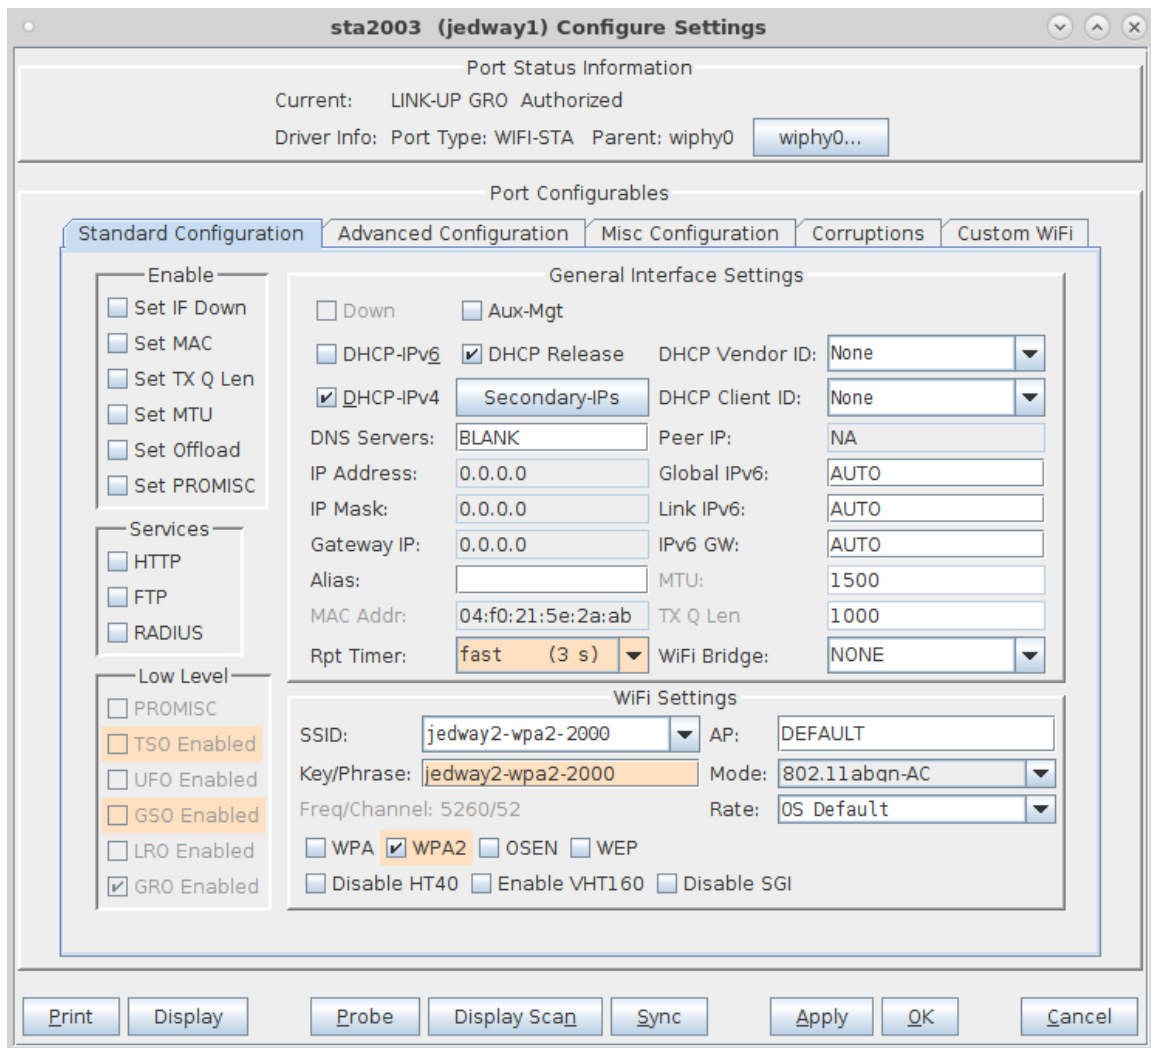 sta2003 (jedway1) Configure Settings
Port Status Information
Current: LINK-UP GRO Authorized
Driver Info: Port Type: WIFI-STA Parent: wiphy0 wiphy0...
Port Configurables
Standard Configuration Advanced Configuration Misc Configuration Corruptions Custom WiFi
Enable
Set IF Down
Set MAC
Set TX Q Len
Set MTU
Set Offload
Set PROMISC
Services
HTTP
FTP
RADIUS
Low Level
PROMISC
TSO Enabled
UFO Enabled
GSO Enabled
LRO Enabled
GRO Enabled
General Interface Settings
Down Aux-Mgt
DHCP-IPv6 DHCP Release DHCP Vendor ID: None
DHCP-IPv4 Secondary-IPs DHCP Client ID: None
DNS Servers: BLANK Peer IP: NA
IP Address: 0.0.0.0 Global IPv6: AUTO
IP Mask: 0.0.0.0 Link IPv6: AUTO
Gateway IP: 0.0.0.0 IPv6 GW: AUTO
Alias: MTU: 1500
MAC Addr: 04:f0:21:5e:2a:ab TX Q Len 1000
Rpt Timer: fast (3 s) WiFi Bridge: NONE
WiFi Settings
SSID: jedway2-wpa2-2000 AP: DEFAULT
Key/Phrase: jedway2-wpa2-2000 Mode: 802.11abgn-AC
Freq/Channel: 5260/52 Rate: OS Default
WPA WPA2 OSEN WEP
Disable HT40 Enable VHT160 Disable SGI
Print Display Probe Display Scan Sync Apply OK Cancel